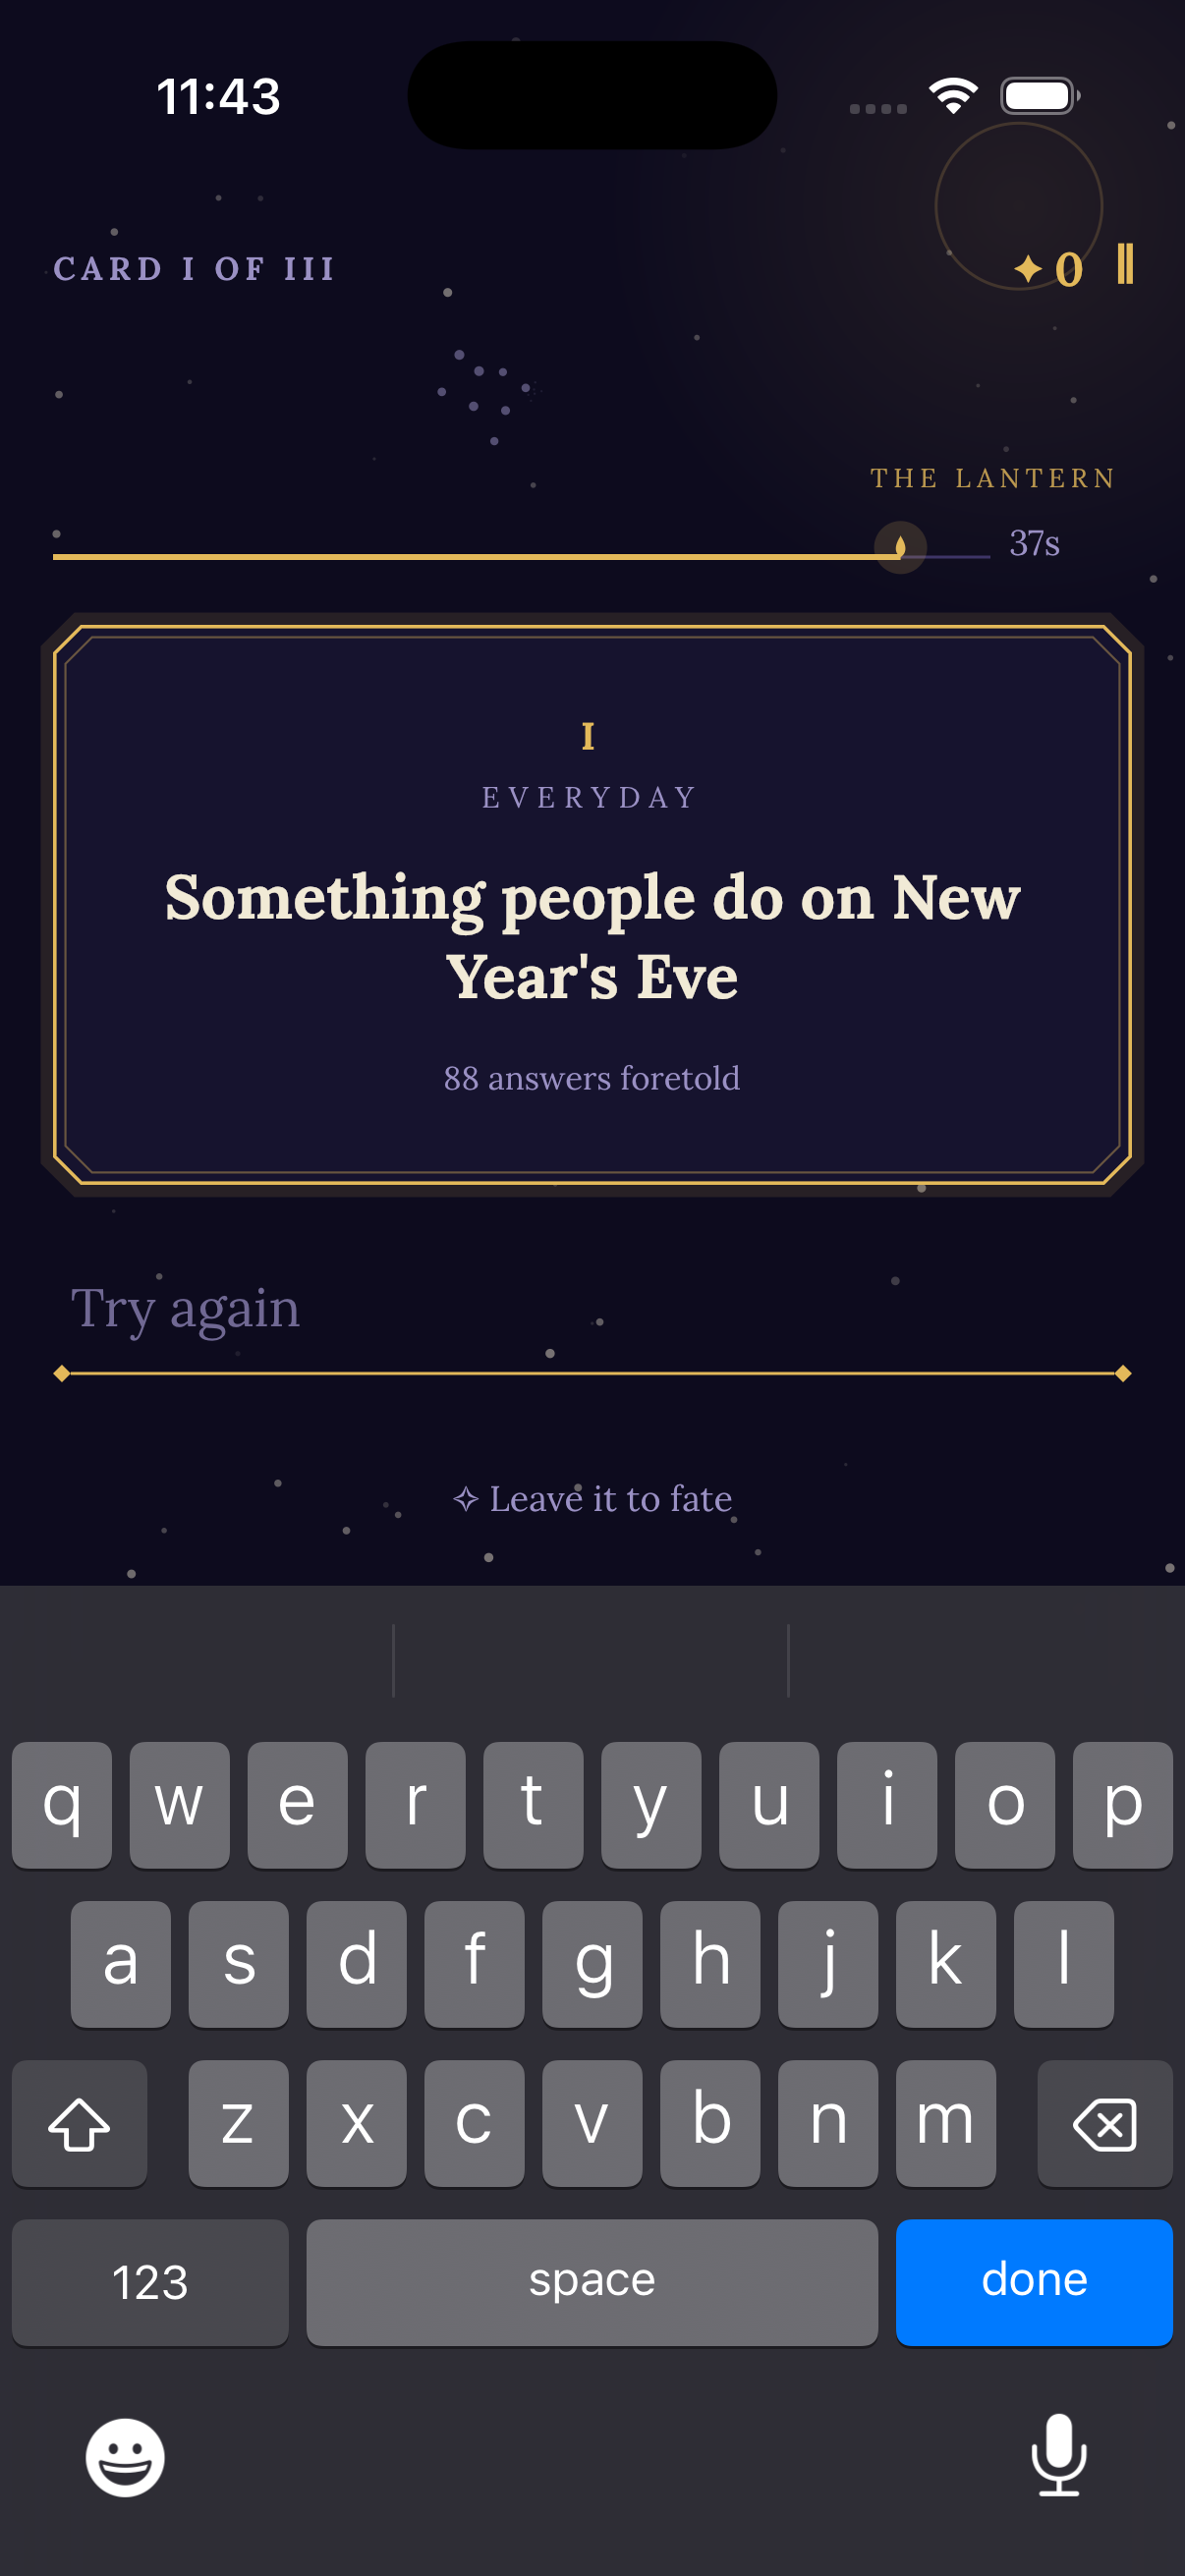 11:43
CARD I OF III
0
THE LANTERN
37s
I
EVERYDAY
Something people do on New
Year's Eve
88 answers foretold
Try again
Leave it to fate
q w e r t y u i o p
a s d f g h j k l
z x c v b n m
123 space done